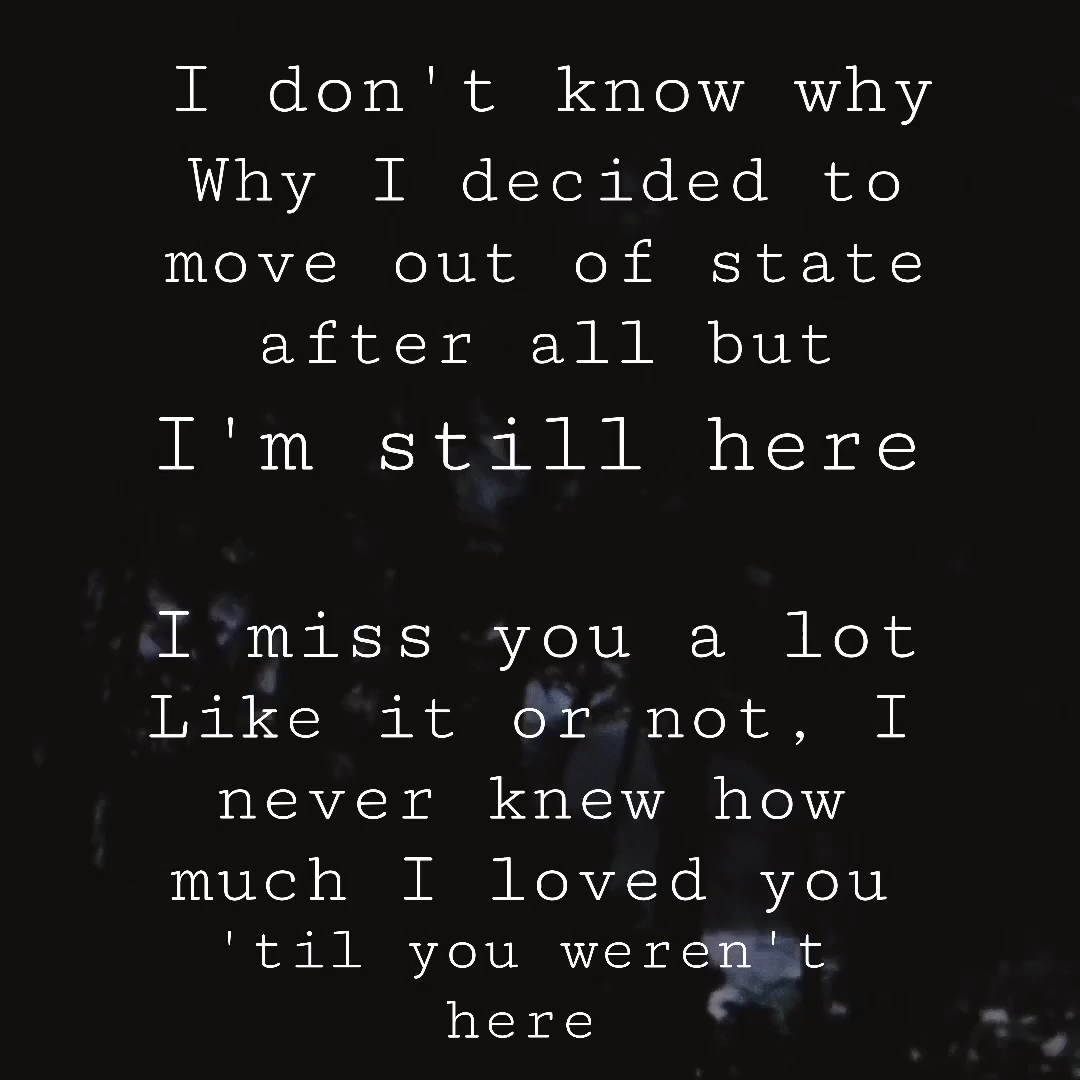 I don't know why
Why I decided to
move out of state
after all but
I'm still here
I miss you a lot
Like it or not, I
never knew how
much I loved you
'til you weren't
here